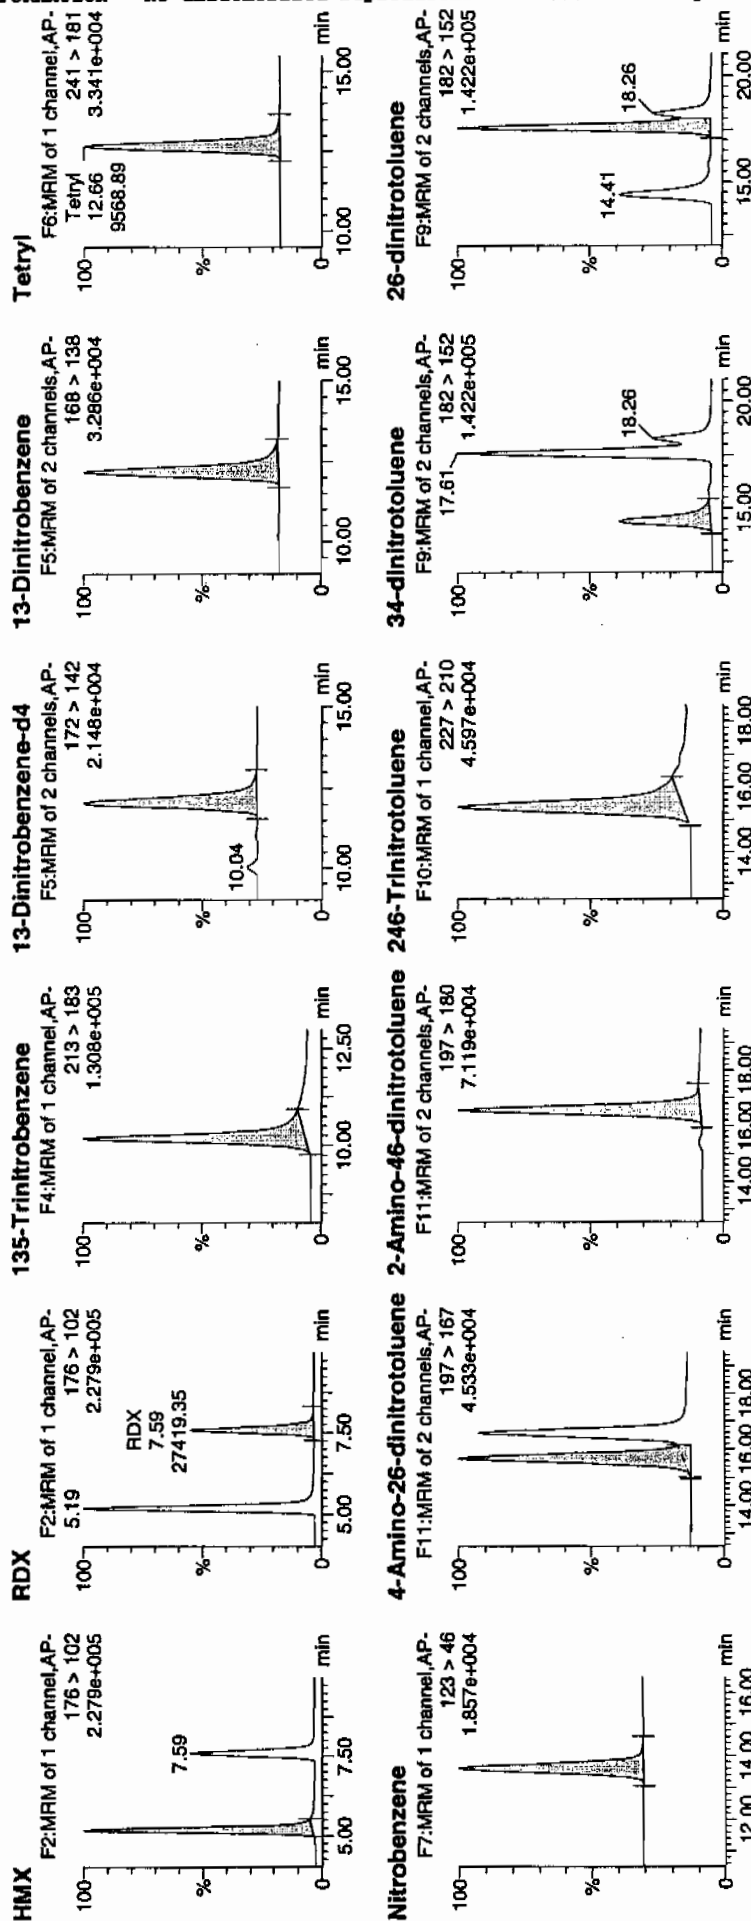 HMX
F2:MRM of 1 channel,AP-
176 > 102
2.279e+005
100
%
0
7.59
5.00
7.50
min
RDX
F2:MRM of 1 channel,AP-
5.19
176 > 102
2.279e+005
100
%
0
RDX
7.59
27419.35
5.00
7.50
min
135-Trinitrobenzene
F4:MRM of 1 channel,AP-
213 > 183
1.308e+005
100
%
0
10.00
12.50
min
13-Dinitrobenzene-d4
F5:MRM of 2 channels,AP-
172 > 142
2.148e+004
100
%
0
10.04
10.00
15.00
min
13-Dinitrobenzene
F5:MRM of 2 channels,AP-
168 > 138
3.286e+004
100
%
0
10.00
15.00
min
Tetryl
F6:MRM of 1 channel,AP-
241 > 181
3.341e+004
Tetryl
12.66
9568.89
100
%
0
10.00
15.00
min
Nitrobenzene
F7:MRM of 1 channel,AP-
123 > 46
1.857e+004
100
%
0
12.00
14.00
16.00
min
4-Amino-26-dinitrotoluene
F11:MRM of 2 channels,AP-
197 > 167
4.533e+004
100
%
0
14.00
16.00
18.00
min
2-Amino-46-dinitrotoluene
F11:MRM of 2 channels,AP-
197 > 180
7.119e+004
100
%
0
14.00
16.00
18.00
min
246-Trinitrotoluene
F10:MRM of 1 channel,AP-
227 > 210
4.597e+004
100
%
0
14.00
16.00
18.00
min
34-dinitrotoluene
F9:MRM of 2 channels,AP-
17.61
182 > 152
1.422e+005
100
%
0
18.26
15.00
20.00
min
26-dinitrotoluene
F9:MRM of 2 channels,AP-
182 > 152
1.422e+005
100
%
0
14.41
18.26
15.00
20.00
min